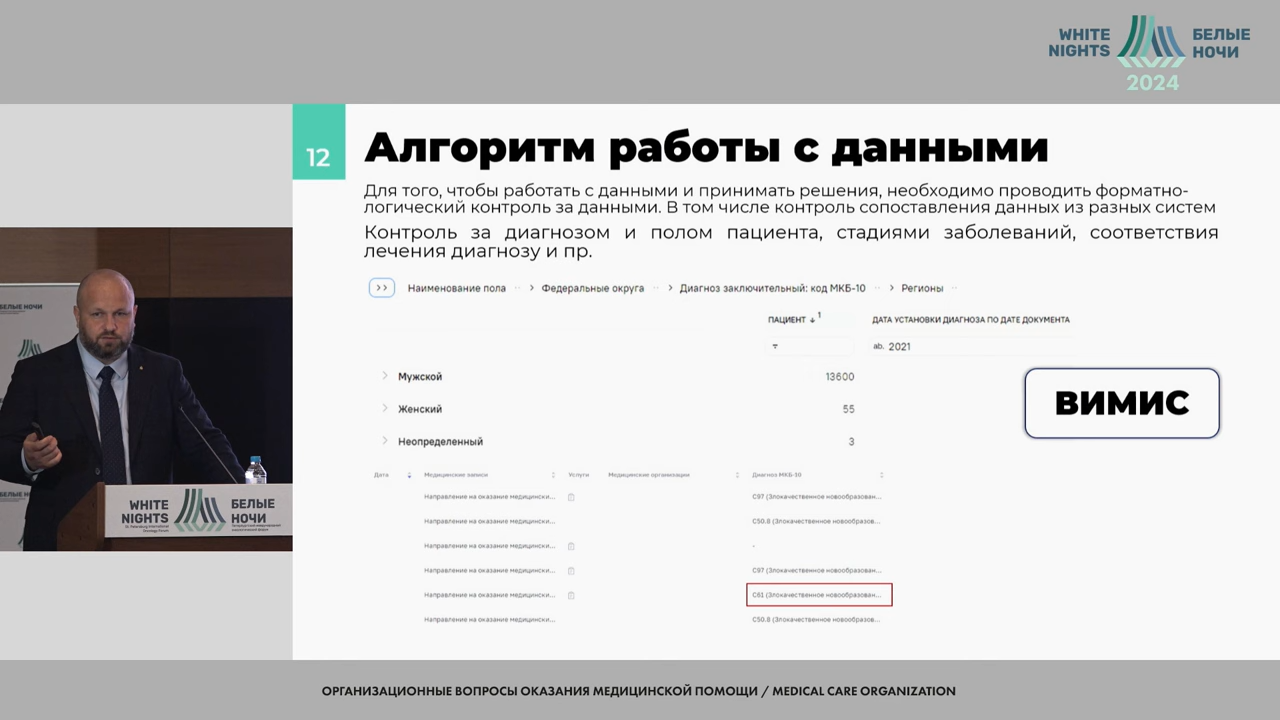 WHITE NIGHTS
БЕЛЫЕ НОЧИ
2024
12
Алгоритм работы с данными
Для того, чтобы работать с данными и принимать решения, необходимо проводить форматно-
логический контроль за данными. В том числе контроль сопоставления данных из разных систем
Контроль за диагнозом и полом пациента, стадиями заболеваний, соответствия
лечения диагнозу и пр.
>> Наименование пола > Федеральные округа > Диагноз заключительный: код МКБ-10 > Регионы
ПАЦИЕНТ ↓ 1 ДАТА УСТАНОВКИ ДИАГНОЗА ПО ДАТЕ ДОКУМЕНТА
ab. 2021
Мужской 13600
Женский 55
Неопределенный 3
ВИМИС
Дата Медицинские записи Услуги Медицинские организации Диагноз МКБ-10
Направление на оказание медицински... C97 (Злокачественное новообразован...
Направление на оказание медицински... C50.8 (Злокачественное новообразов...
Направление на оказание медицински... -
Направление на оказание медицински... C97 (Злокачественное новообразован...
Направление на оказание медицински... C61 (Злокачественное новообразован...
Направление на оказание медицински... C50.8 (Злокачественное новообразов...
БЕЛЫЕ НОЧИ
WHITE NIGHTS
БЕЛЫЕ НОЧИ
ОРГАНИЗАЦИОННЫЕ ВОПРОСЫ ОКАЗАНИЯ МЕДИЦИНСКОЙ ПОМОЩИ / MEDICAL CARE ORGANIZATION